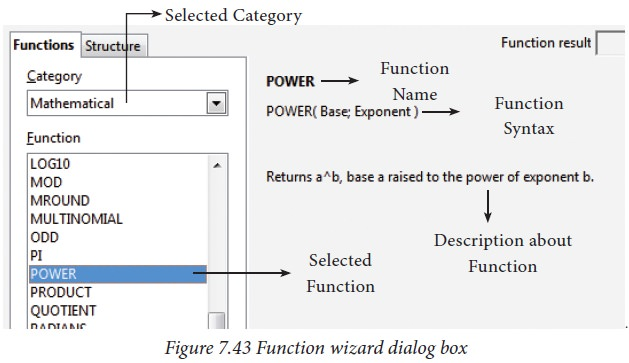 Selected Category
Functions Structure
Function result
Category
Mathematical
POWER
Function
Name
POWER( Base; Exponent )
Function
Syntax
Function
LOG10
MOD
MROUND
MULTINOMIAL
ODD
PI
POWER
PRODUCT
QUOTIENT
RADIANS
Returns a^b, base a raised to the power of exponent b.
Description about
Function
Selected
Function
Figure 7.43 Function wizard dialog box